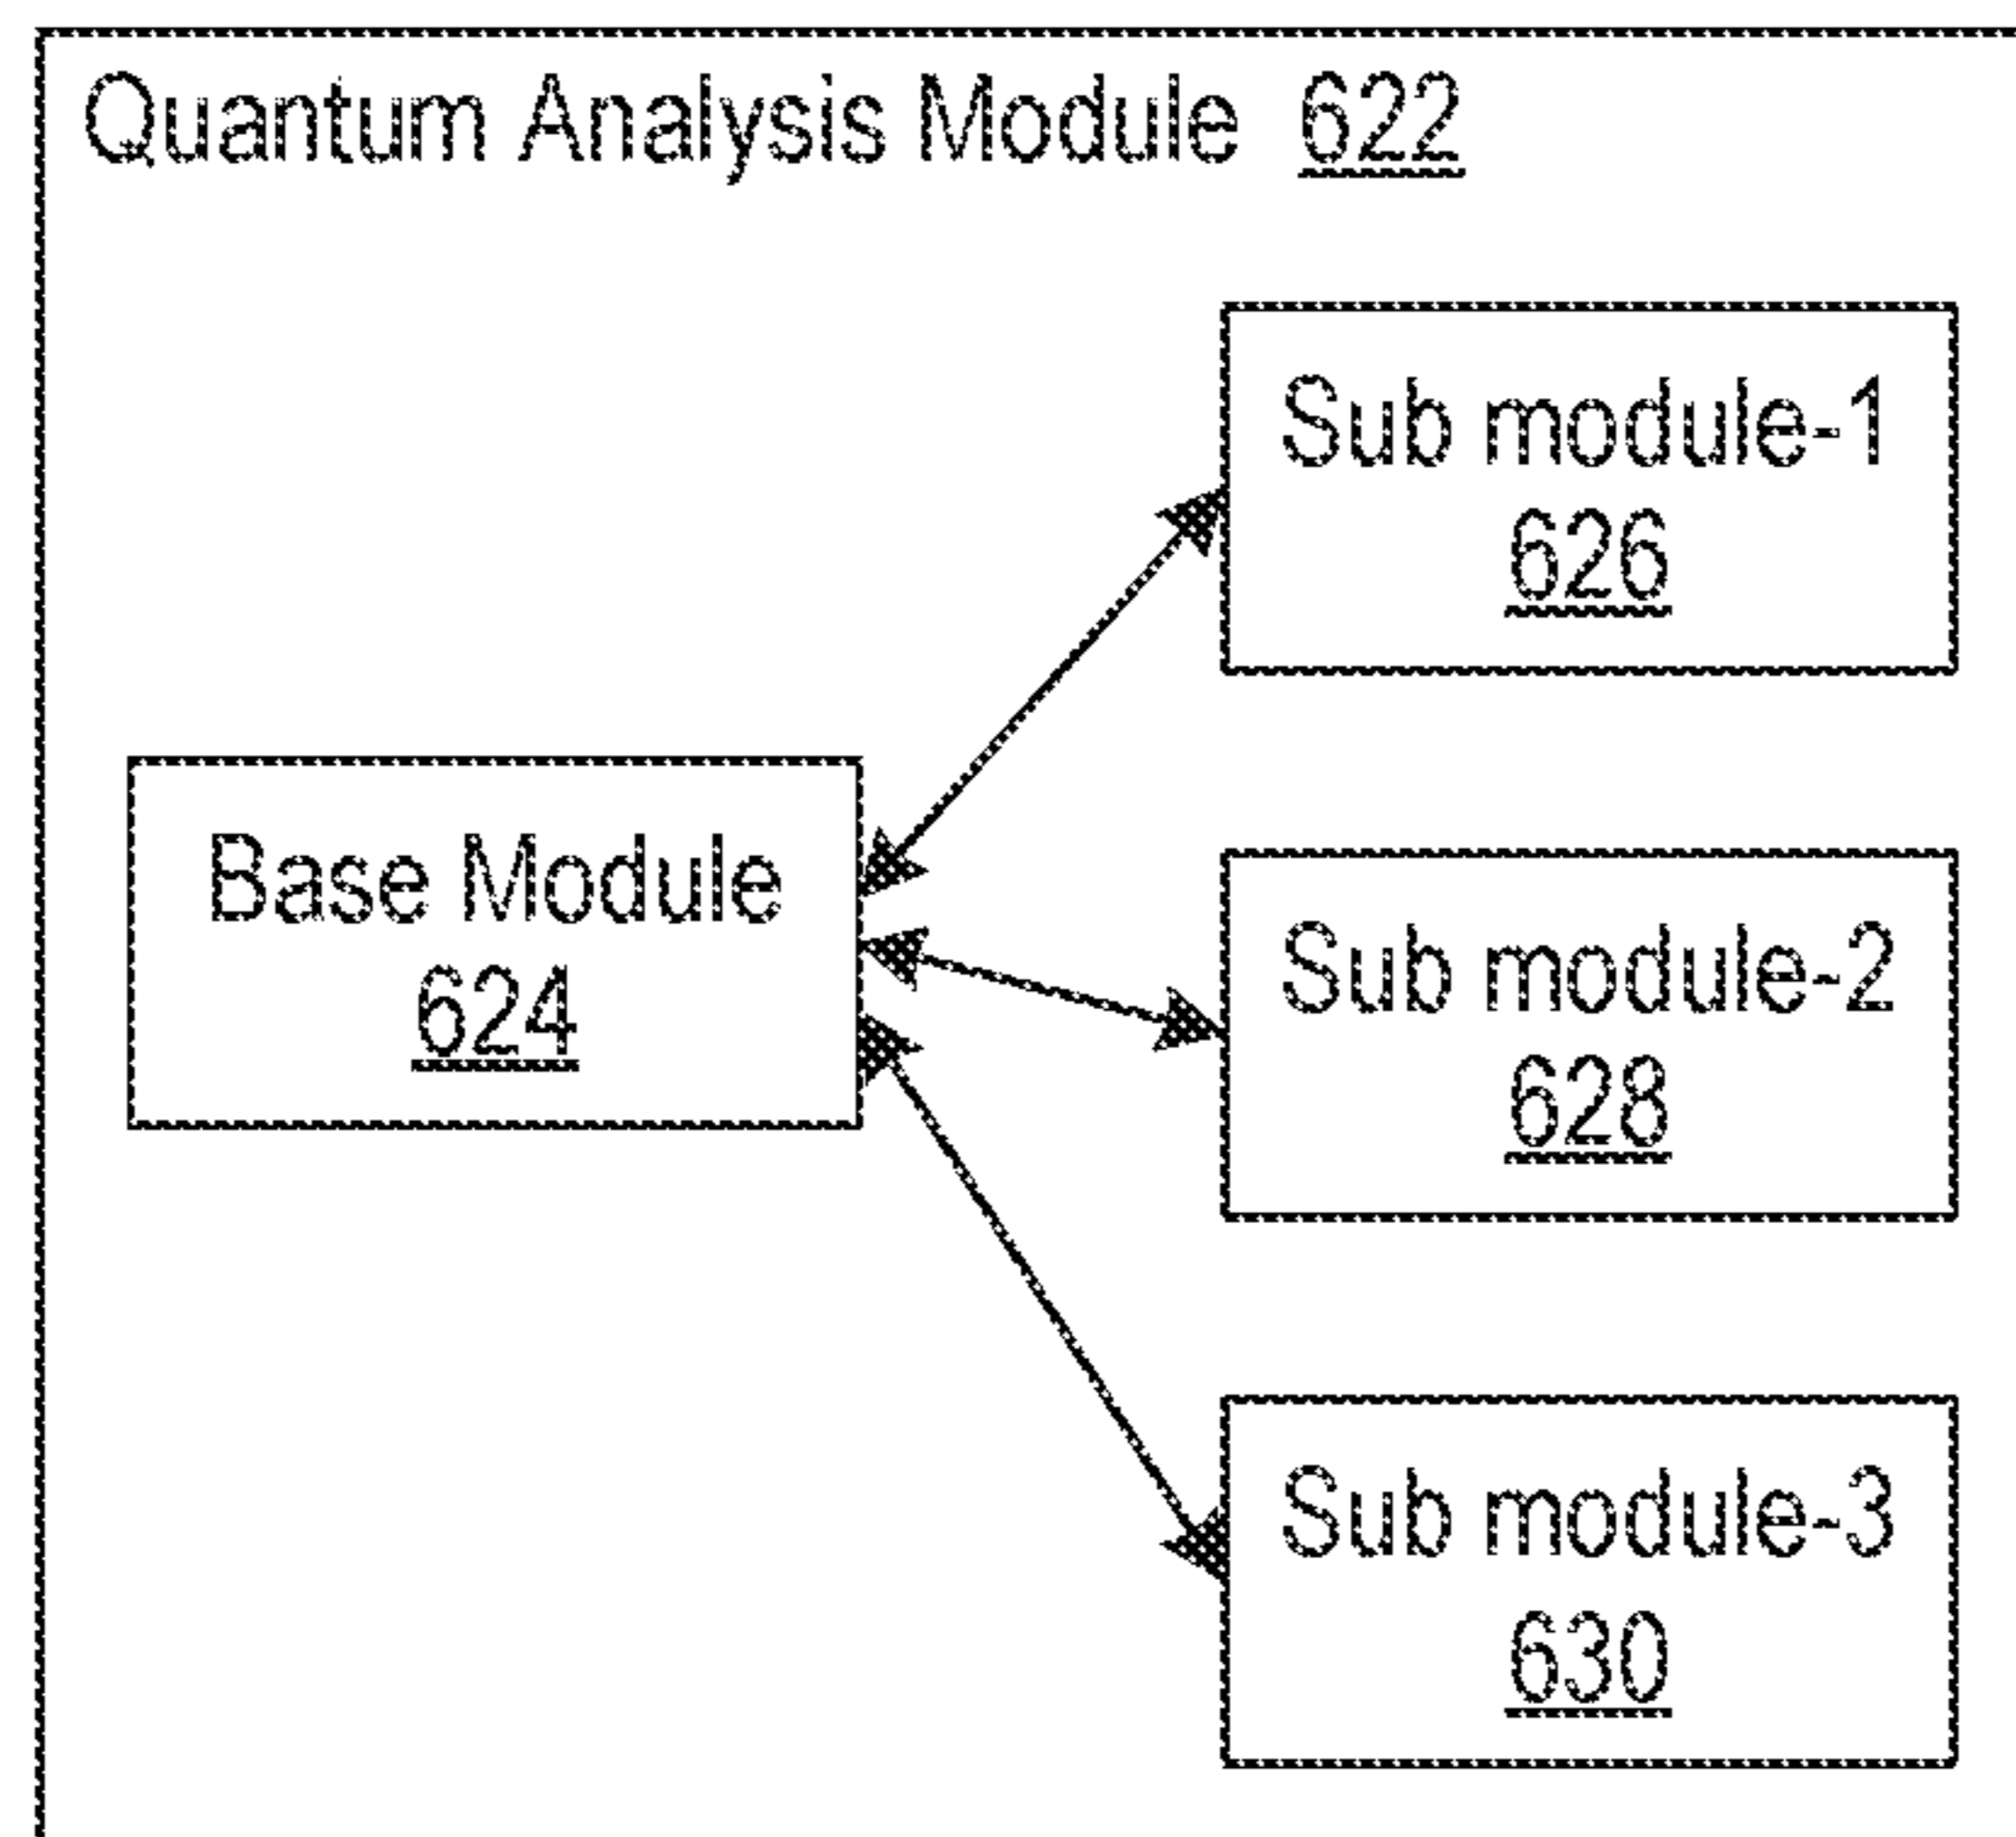 Quantum Analysis Module 622
Sub module-1
626
Base Module
624
Sub module-2
628
Sub module-3
630